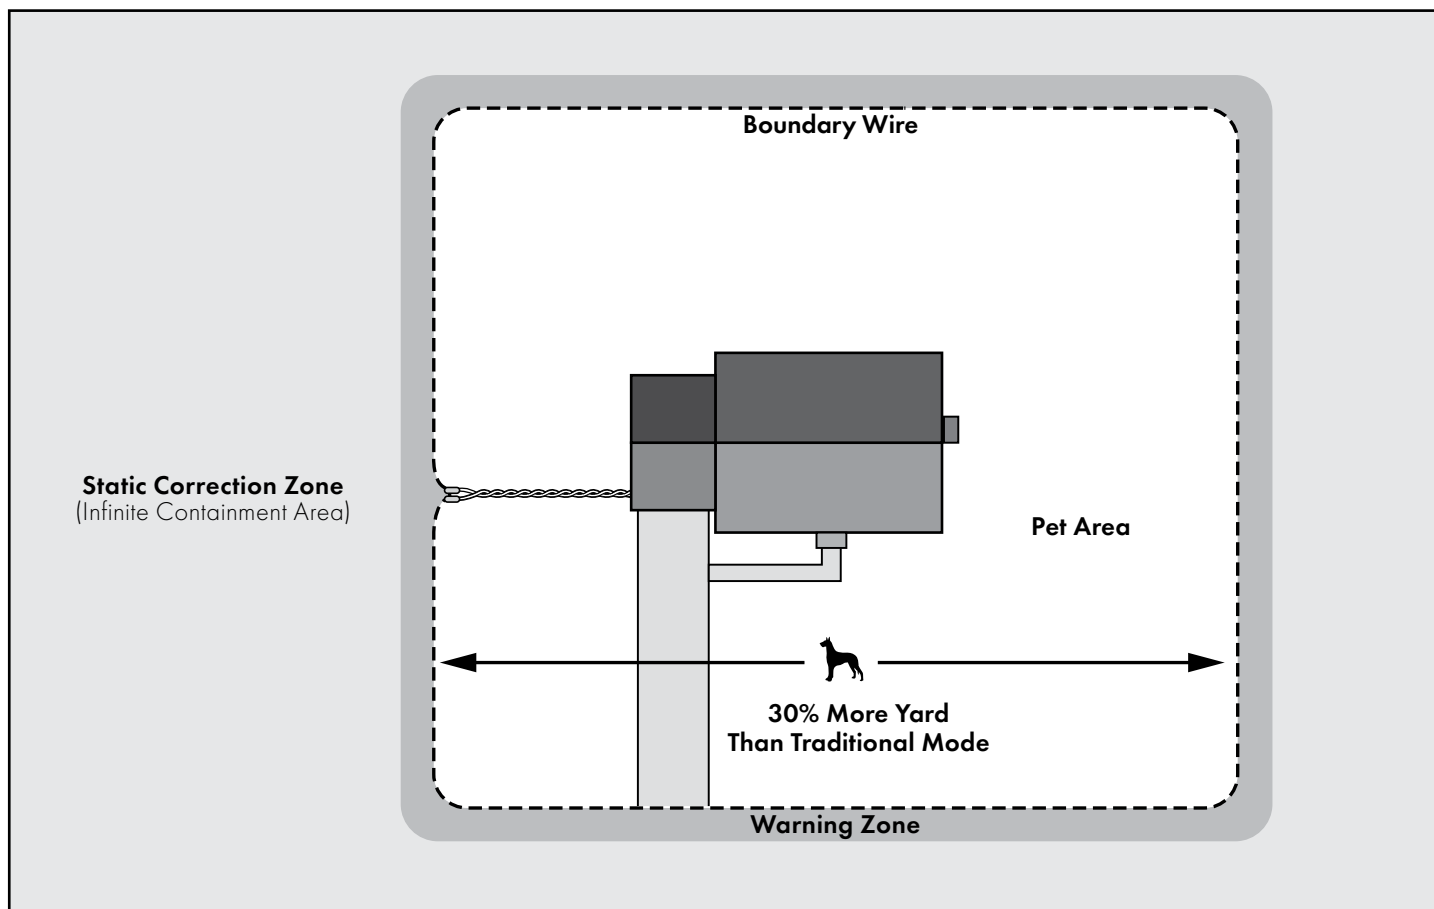 Boundary Wire
Static Correction Zone
(Infinite Containment Area)
Pet Area
30% More Yard
Than Traditional Mode
Warning Zone